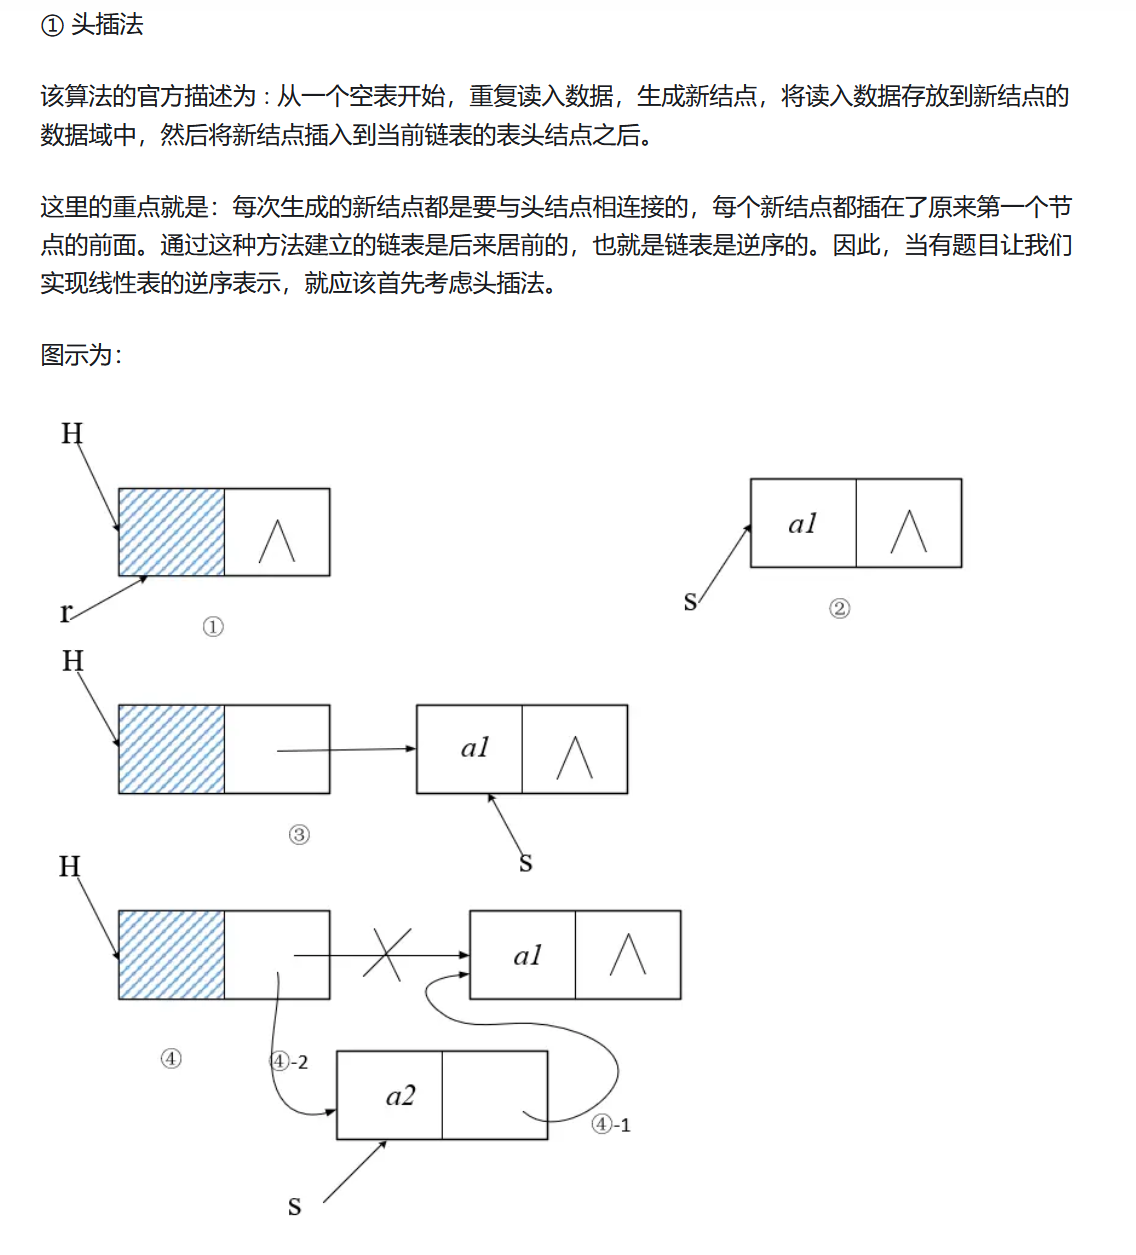 ① 头插法
该算法的官方描述为：从一个空表开始，重复读入数据，生成新结点，将读入数据存放到新结点的
数据域中，然后将新结点插入到当前链表的表头结点之后。
这里的重点就是：每次生成的新结点都是要与头结点相连接的，每个新结点都插在了原来第一个节
点的前面。通过这种方法建立的链表是后来居前的，也就是链表是逆序的。因此，当有题目让我们
实现线性表的逆序表示，就应该首先考虑头插法。
图示为：
H
∧
r
①
a1
∧
s
②
H
a1
∧
③
s
H
a1
∧
④
④-2
a2
④-1
s